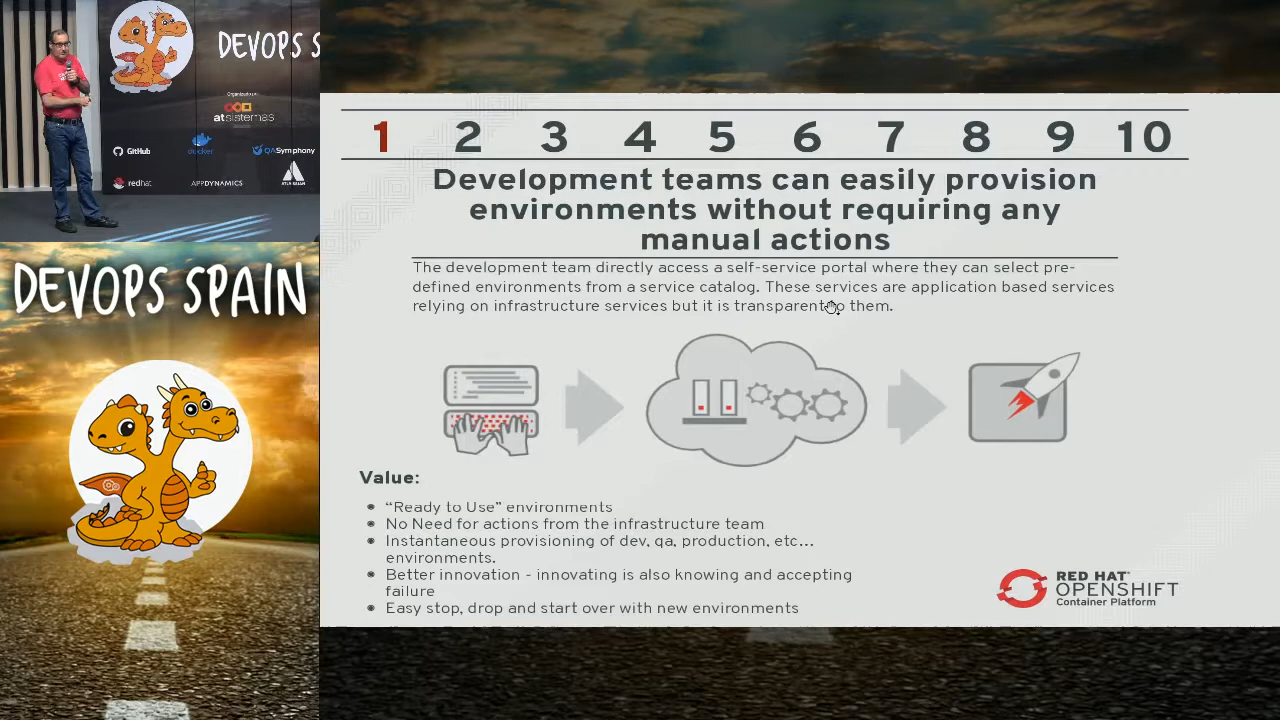 DEVOPS S
Organizado por:
atsistemas
GitHub
docker
QASymphony
redhat
APPDYNAMICS
ATLASSIAN
DEVOPS SPAIN
1 2 3 4 5 6 7 8 9 10
Development teams can easily provision
environments without requiring any
manual actions
The development team directly access a self-service portal where they can select pre-
defined environments from a service catalog. These services are application based services
relying on infrastructure services but it is transparent to them.
Value:
“Ready to Use” environments
No Need for actions from the infrastructure team
Instantaneous provisioning of dev, qa, production, etc...
environments.
Better innovation - innovating is also knowing and accepting
failure
Easy stop, drop and start over with new environments
RED HAT®
OPENSHIFT
Container Platform